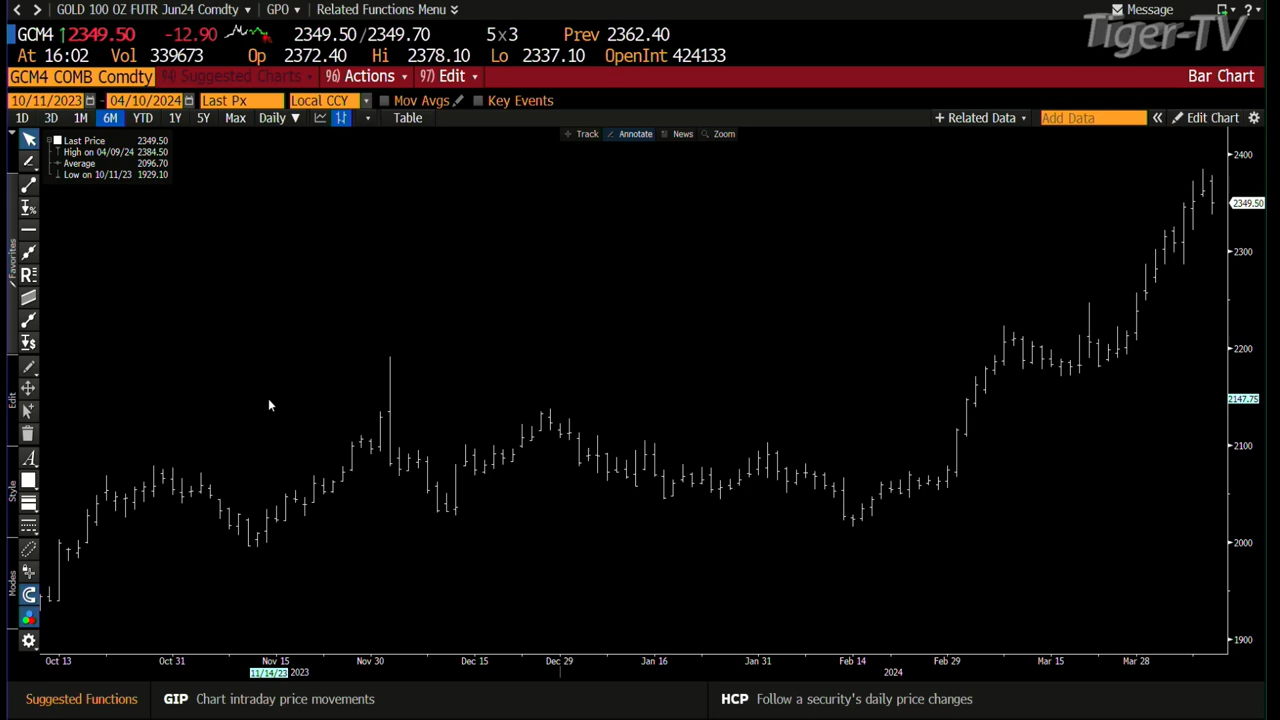 GOLD 100 OZ FUTR Jun24 Comdty GPO Related Functions Menu Message ?
GCM4 ↑2349.50 -12.90 2349.50/2349.70 5x3 Prev 2362.40
At 16:02 Vol 339673 Op 2372.40 Hi 2378.10 Lo 2337.10 OpenInt 424133
Tiger-TV
GCM4 COMB Comdty 94) Suggested Charts 96) Actions 97) Edit Bar Chart
10/11/2023 - 04/10/2024 Last Px Local CCY Mov Avgs Key Events
1D 3D 1M 6M YTD 1Y 5Y Max Daily ▼ Table + Related Data Add Data « Edit Chart
Track Annotate News Zoom
Last Price 2349.50
High on 04/09/24 2384.50
Average 2096.70
Low on 10/11/23 1929.10
Favorites
Edit
Style
Modes
2400
2349.50
2300
2200
2147.75
2100
2000
1900
Oct 13 Oct 31 Nov 15 Nov 30 Dec 15 Dec 29 Jan 16 Jan 31 Feb 14 Feb 29 Mar 15 Mar 28
11/14/23 2023 2024
Suggested Functions GIP Chart intraday price movements HCP Follow a security's daily price changes